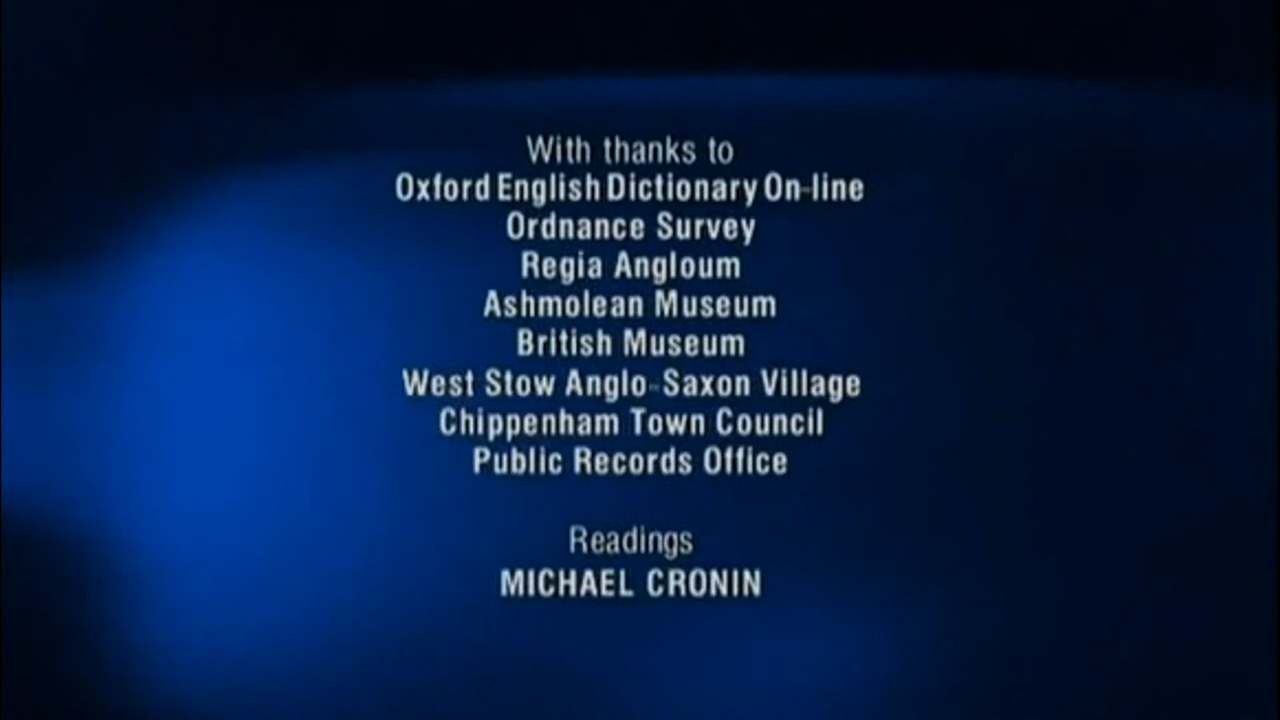 With thanks to
Oxford English Dictionary On-line
Ordnance Survey
Regia Angloum
Ashmolean Museum
British Museum
West Stow Anglo-Saxon Village
Chippenham Town Council
Public Records Office
Readings
MICHAEL CRONIN